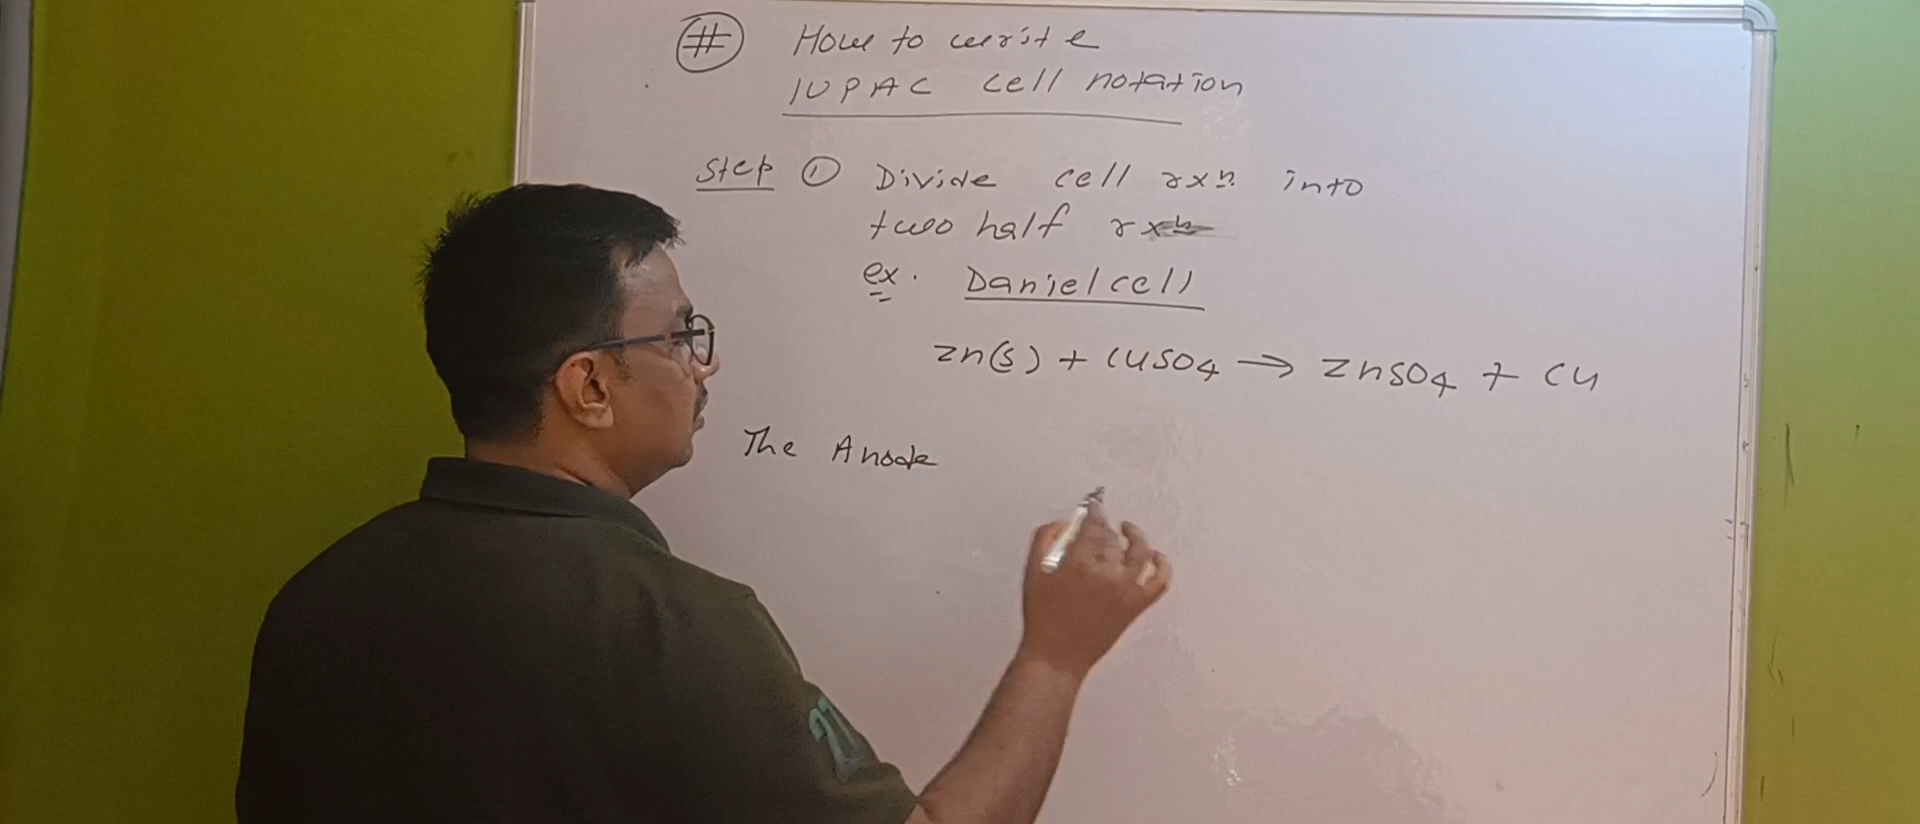 # How to write
IUPAC cell notation
Step ① Divide cell rxn. into
two half rxn
ex. Daniel cell
Zn(s) + CuSO4 → ZnSO4 + Cu
The Anode